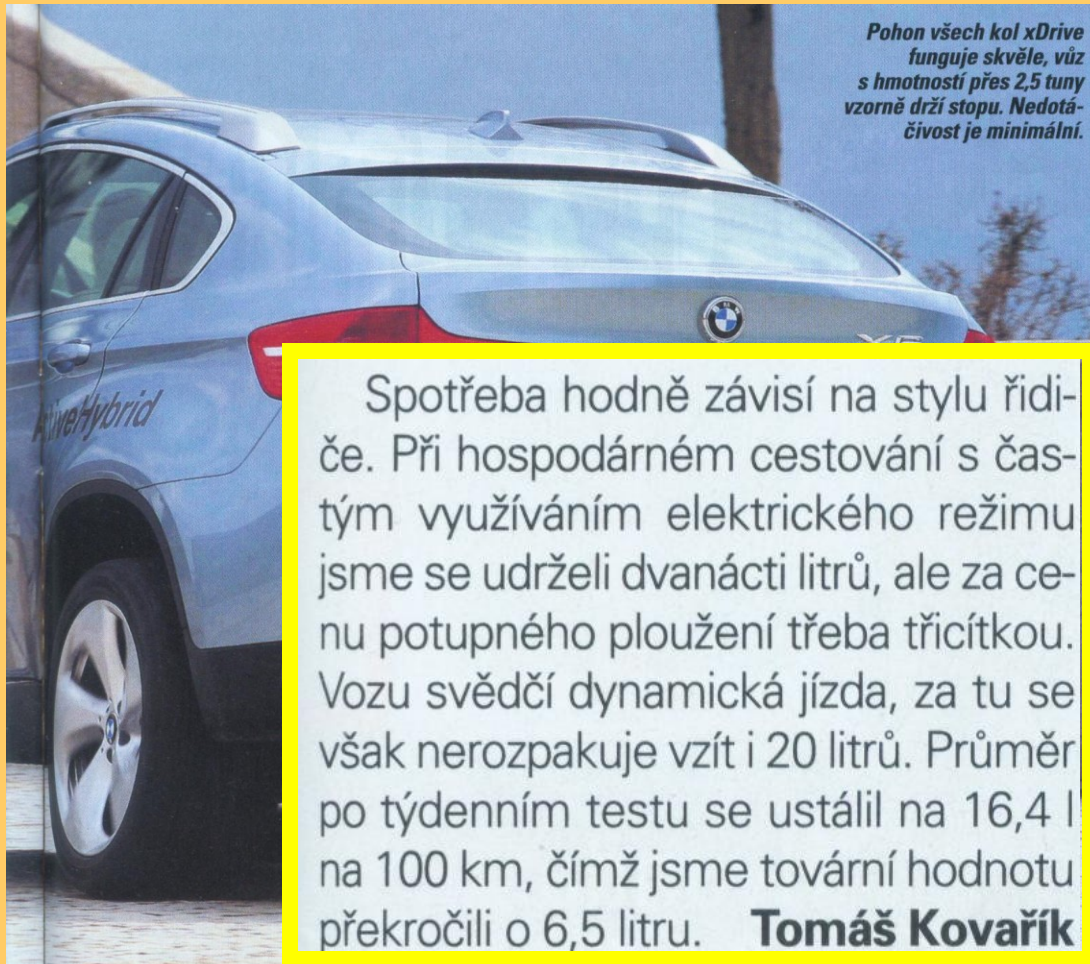 Pohon všech kol xDrive
funguje skvěle, vůz
s hmotností přes 2,5 tuny
vzorně drží stopu. Nedotá-
čivost je minimální.
BMW
X6
ActiveHybrid
Spotřeba hodně závisí na stylu řidi-
če. Při hospodárném cestování s čas-
tým využíváním elektrického režimu
jsme se udrželi dvanácti litrů, ale za ce-
nu potupného ploužení třeba třicítkou.
Vozu svědčí dynamická jízda, za tu se
však nerozpakuje vzít i 20 litrů. Průměr
po týdenním testu se ustálil na 16,4 l
na 100 km, čímž jsme tovární hodnotu
překročili o 6,5 litru. Tomáš Kovařík